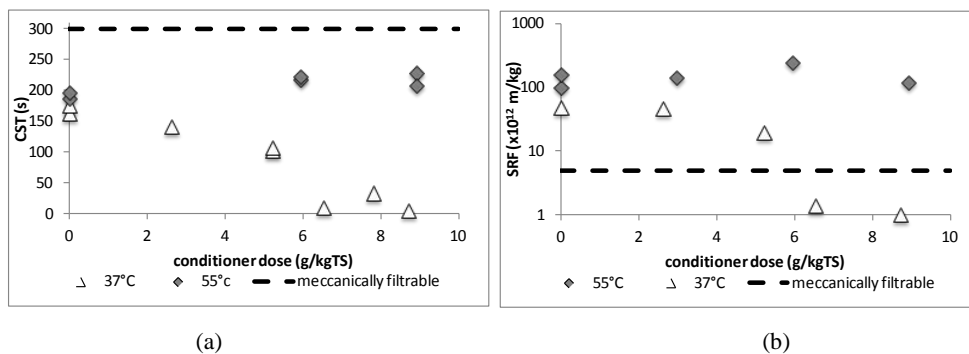 300
250
200
150
100
50
0
CST (s)
0 2 4 6 8 10
conditioner dose (g/kgTS)
37°C 55°c meccanically filtrable
(a)
1000
100
10
1
SRF (x10¹² m/kg)
0 2 4 6 8 10
conditioner dose (g/kgTS)
55°C 37°C meccanically filtrable
(b)